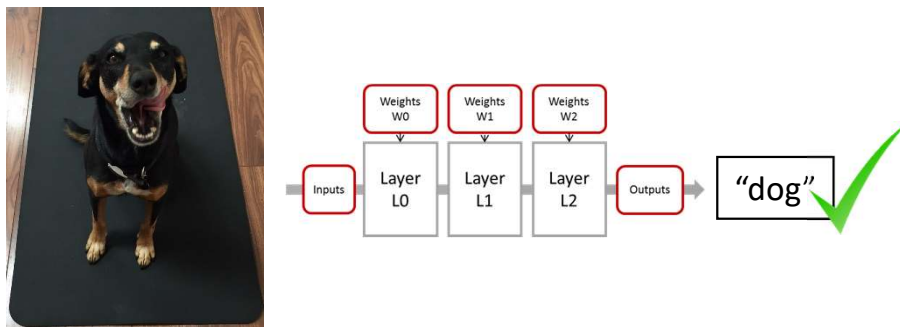 Weights
W0
Weights
W1
Weights
W2
Inputs
Layer
L0
Layer
L1
Layer
L2
Outputs
“dog”